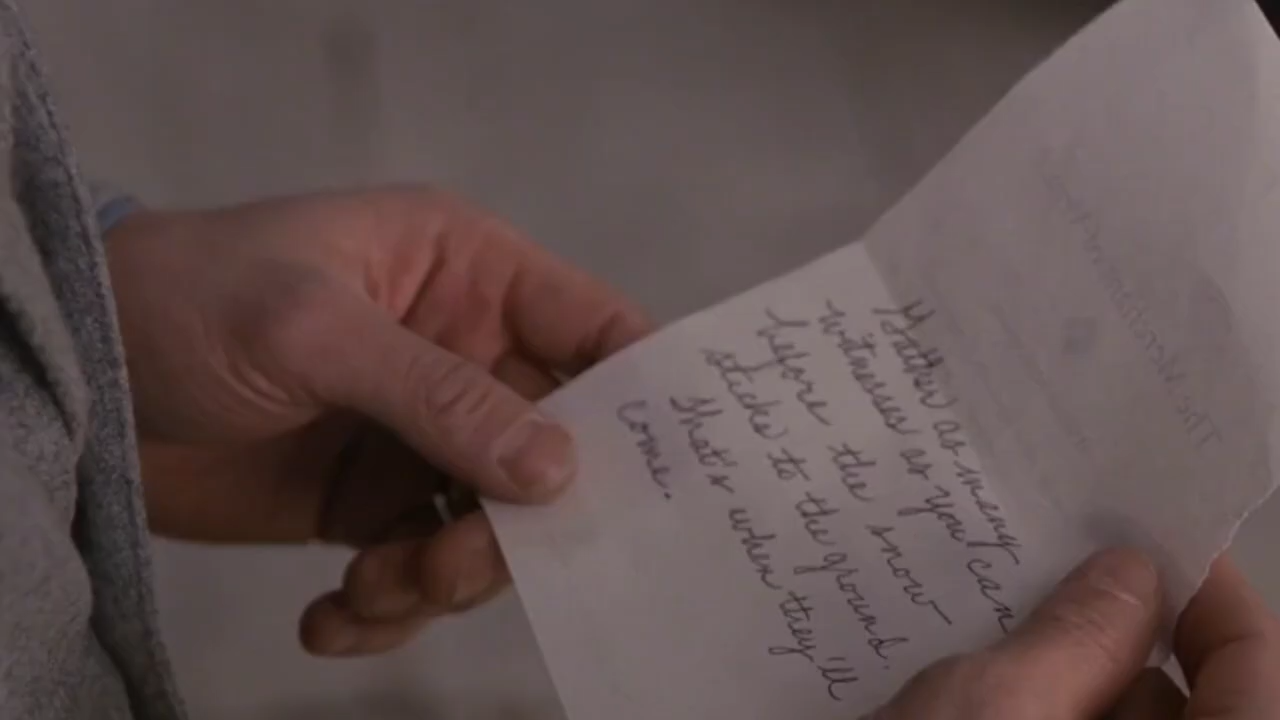 Gather as many
witnesses as you can
before the snow
sticks to the ground.
That's when they'll
come.